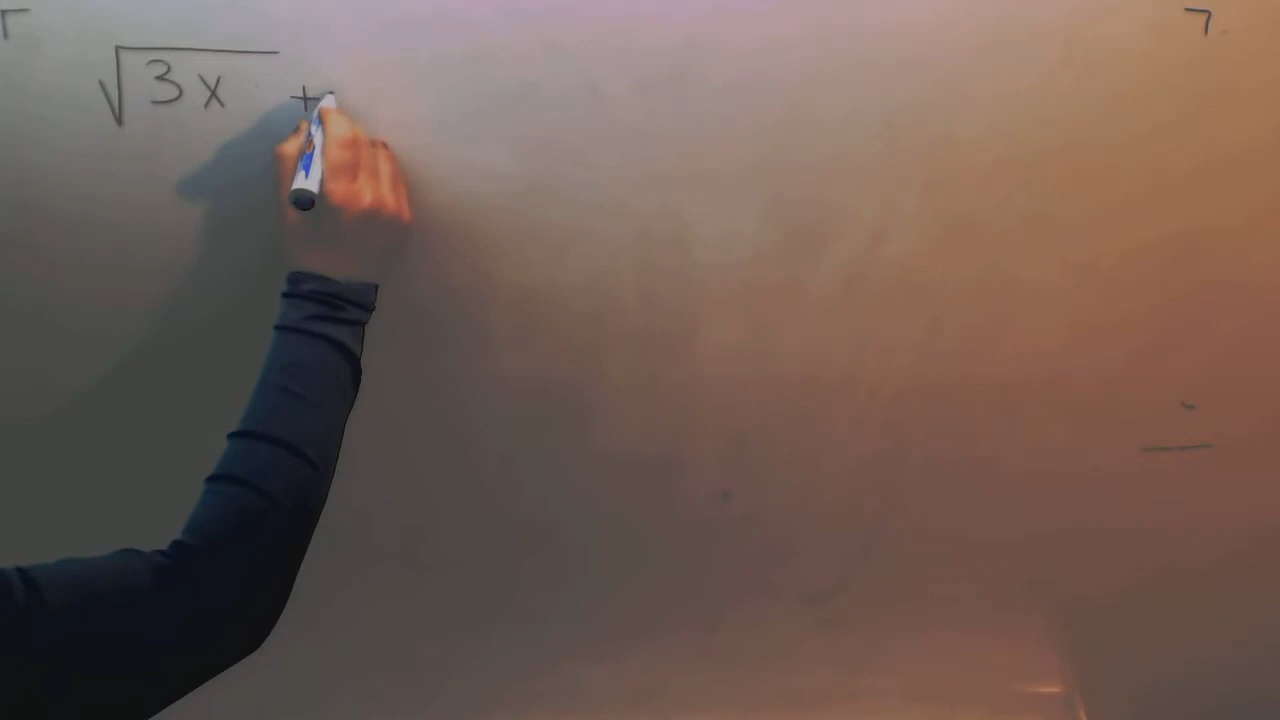 √3x +